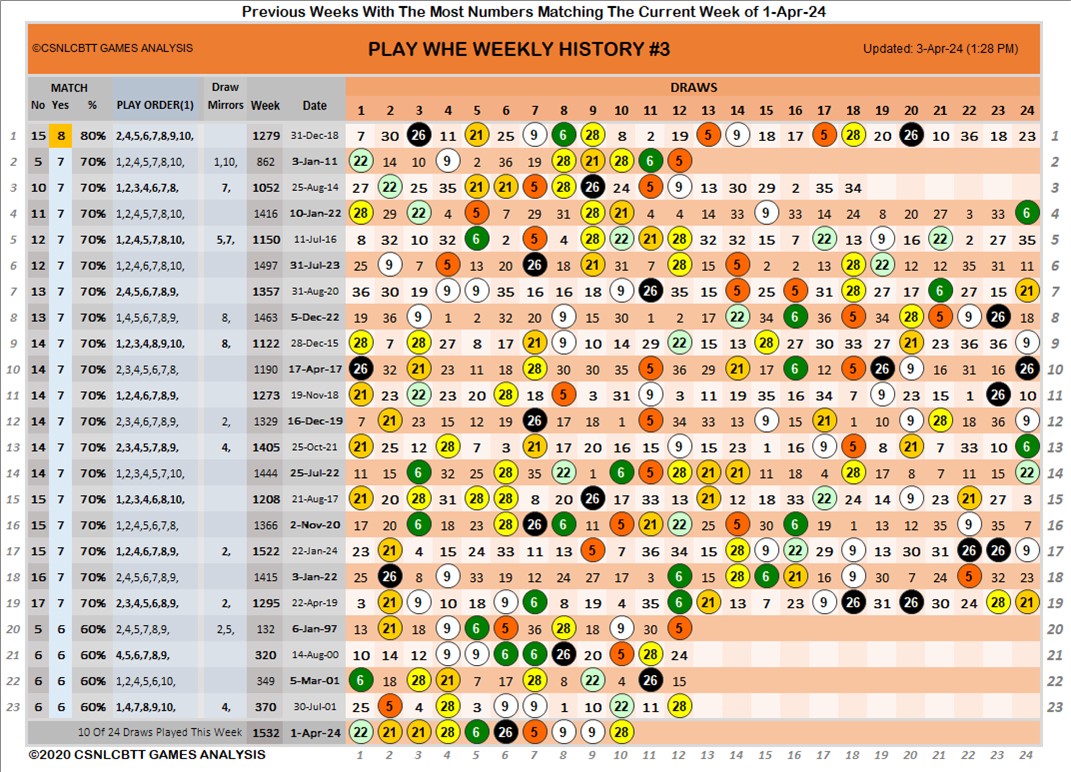 Previous Weeks With The Most Numbers Matching The Current Week of 1-Apr-24
©CSNLCBTT GAMES ANALYSIS PLAY WHE WEEKLY HISTORY #3 Updated: 3-Apr-24 (1:28 PM)
MATCH Draw DRAWS
No Yes % PLAY ORDER(1) Mirrors Week Date 1 2 3 4 5 6 7 8 9 10 11 12 13 14 15 16 17 18 19 20 21 22 23 24
1 15 8 80% 2,4,5,6,7,8,9,10, 1279 31-Dec-18 7 30 26 11 21 25 9 6 28 8 2 19 5 9 18 17 5 28 20 26 10 36 18 23 1
2 5 7 70% 1,2,4,5,7,8,10, 1,10, 862 3-Jan-11 22 14 10 9 2 36 19 28 21 28 6 5 2
3 10 7 70% 1,2,3,4,6,7,8, 7, 1052 25-Aug-14 27 22 25 35 21 21 5 28 26 24 5 9 13 30 29 2 35 34 3
4 11 7 70% 1,2,4,5,7,8,10, 1416 10-Jan-22 28 29 22 4 5 7 29 31 28 21 4 4 14 33 9 33 14 24 8 20 27 3 33 6 4
5 12 7 70% 1,2,4,5,7,8,10, 5,7, 1150 11-Jul-16 8 32 10 32 6 2 5 4 28 22 21 28 32 32 15 7 22 13 9 16 21 2 27 35 5
6 12 7 70% 1,2,4,6,7,8,10, 1497 31-Jul-23 25 9 7 5 13 20 26 18 21 31 7 28 15 5 2 2 13 28 22 12 12 35 31 11 6
7 13 7 70% 2,4,5,6,7,8,9, 1357 31-Aug-20 36 30 19 9 9 35 16 16 18 9 26 35 15 5 16 5 31 28 27 17 6 27 15 21 7
8 13 7 70% 1,4,5,6,7,8,9, 8, 1463 5-Dec-22 19 36 9 1 2 32 20 9 15 30 1 2 17 22 34 6 36 5 34 28 5 9 26 18 8
9 14 7 70% 1,2,3,4,8,9,10, 8, 1122 28-Dec-15 28 7 28 27 8 17 21 9 10 14 29 22 15 13 28 27 30 33 27 21 23 36 36 9 9
10 14 7 70% 2,3,4,5,6,7,8, 1190 17-Apr-17 26 32 21 23 11 18 28 30 30 31 5 36 29 21 17 6 12 5 26 9 16 31 16 26 10
11 14 7 70% 1,2,4,6,7,8,9, 1273 19-Nov-18 21 23 22 23 20 28 18 5 3 31 9 3 11 19 35 16 34 7 9 23 15 1 26 10 11
12 14 7 70% 2,3,4,6,7,8,9, 2, 1329 16-Dec-19 7 21 23 15 12 19 26 17 18 1 5 34 13 33 9 15 21 1 10 9 28 18 36 9 12
13 14 7 70% 2,3,4,5,7,8,9, 4, 1405 25-Oct-21 21 25 12 28 7 3 21 17 20 16 15 9 15 23 1 16 9 5 8 21 7 33 10 6 13
14 14 7 70% 1,2,3,4,5,7,10, 1444 25-Jul-22 11 15 6 32 25 28 35 22 1 6 5 28 21 21 11 18 4 28 17 8 7 11 15 22 14
15 15 7 70% 1,2,3,4,6,8,10, 1208 21-Aug-17 21 20 28 31 28 28 8 20 26 17 33 13 21 12 18 33 22 24 14 9 23 21 27 3 15
16 15 7 70% 1,2,4,5,6,7,8, 1366 2-Nov-20 17 20 6 18 23 28 26 6 11 5 21 22 25 5 30 6 19 1 13 12 35 9 35 7 16
17 15 7 70% 1,2,4,6,7,8,9, 2, 1522 22-Jan-24 23 21 4 15 24 33 11 13 5 7 36 34 15 28 9 22 29 9 13 30 31 26 26 9 17
18 16 7 70% 2,4,5,6,7,8,9, 1415 3-Jan-22 25 26 8 9 33 19 12 24 27 17 3 6 15 28 6 21 16 9 30 7 24 5 32 23 18
19 17 7 70% 2,3,4,5,6,8,9, 2, 1295 22-Apr-19 3 21 9 10 18 9 6 8 19 4 35 6 21 13 7 23 9 26 31 26 30 24 28 21 19
20 5 6 60% 2,4,5,7,8,9, 2,5, 132 6-Jan-97 13 21 18 9 6 5 36 28 18 9 30 5 20
21 6 6 60% 4,5,6,7,8,9, 320 14-Aug-00 10 14 12 9 9 6 6 26 20 5 28 24 21
22 6 6 60% 1,2,4,5,6,10, 349 5-Mar-01 6 18 28 21 7 17 28 8 22 4 26 15 22
23 6 6 60% 1,4,7,8,9,10, 4, 370 30-Jul-01 25 5 4 28 3 9 9 1 10 22 11 28 23
10 Of 24 Draws Played This Week 1532 1-Apr-24 22 21 21 28 6 26 5 9 9 28
©2020 CSNLCBTT GAMES ANALYSIS 1 2 3 4 5 6 7 8 9 10 11 12 13 14 15 16 17 18 19 20 21 22 23 24